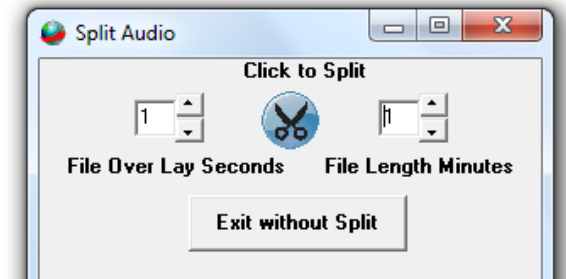 Split Audio
Click to Split
1 1
File Over Lay Seconds File Length Minutes
Exit without Split